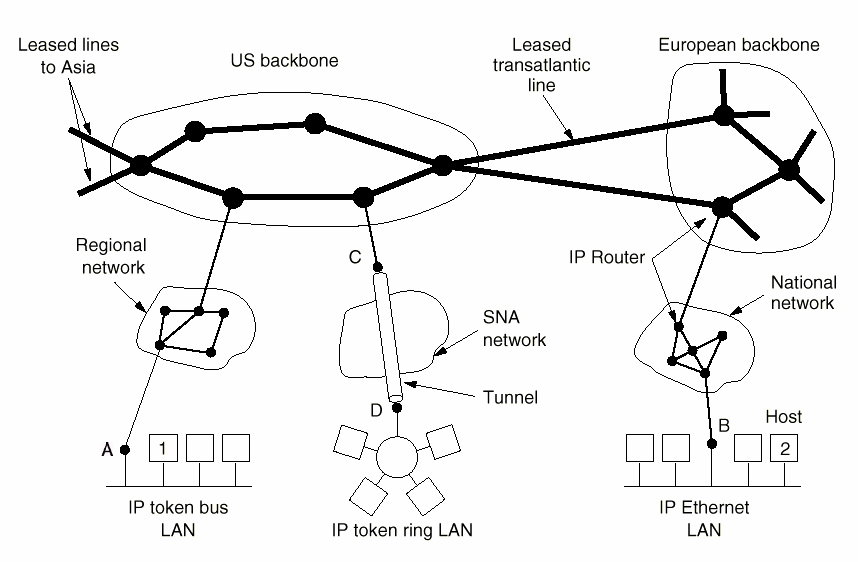 Leased lines
to Asia
US backbone
Leased
transatlantic
line
European backbone
Regional
network
C
IP Router
National
network
SNA
network
Tunnel
D
A
1
B
Host
2
IP token bus
LAN
IP token ring LAN
IP Ethernet
LAN